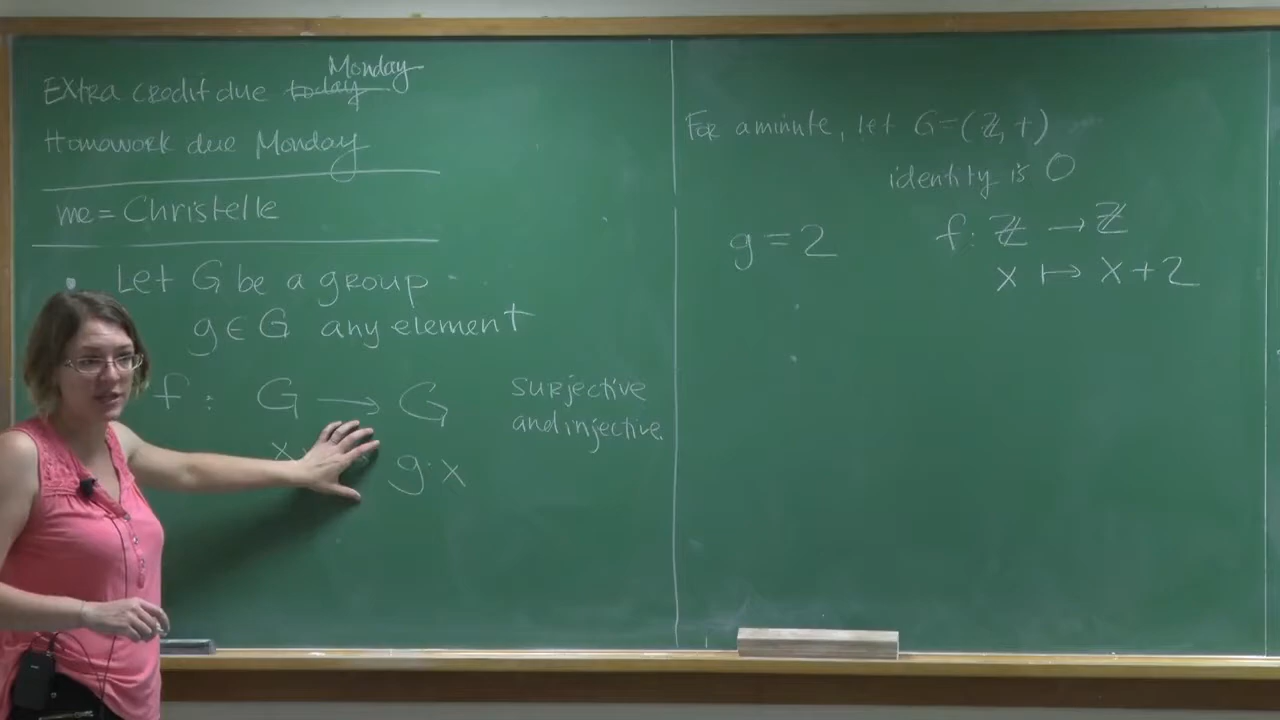 Monday
Extra credit due today
Homework due Monday
me = Christelle
• Let G be a group
g ∈ G any element
f : G → G
surjective
and injective.
x g·x
For a minute, let G = (ℤ, +)
identity is 0
g = 2
f: ℤ → ℤ
x ↦ x + 2